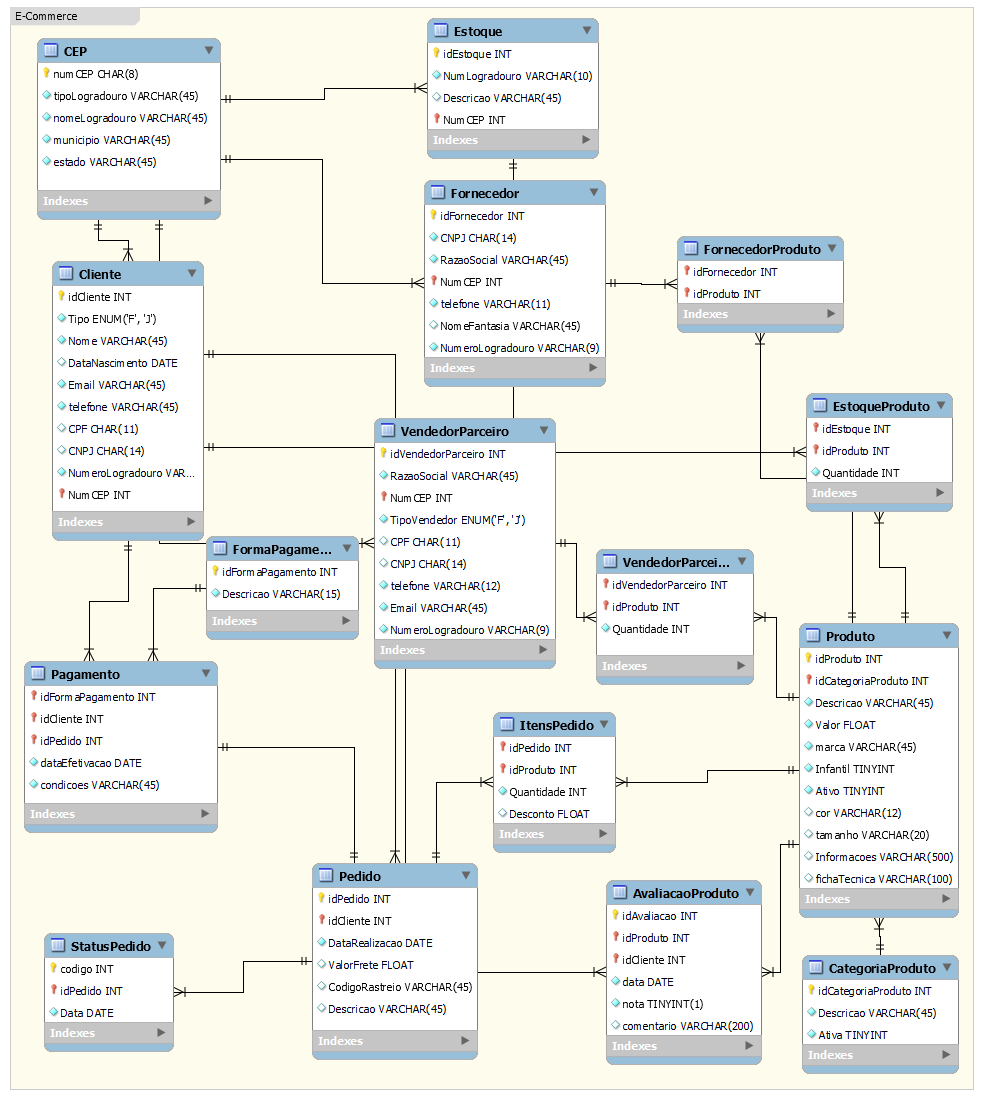 E-Commerce
CEP
numCEP CHAR(8)
tipoLogradouro VARCHAR(45)
nomeLogradouro VARCHAR(45)
municipio VARCHAR(45)
estado VARCHAR(45)
Indexes
Estoque
idEstoque INT
NumLogradouro VARCHAR(10)
Descricao VARCHAR(45)
NumCEP INT
Indexes
Fornecedor
idFornecedor INT
CNPJ CHAR(14)
RazaoSocial VARCHAR(45)
NumCEP INT
telefone VARCHAR(11)
NomeFantasia VARCHAR(45)
NumeroLogradouro VARCHAR(9)
Indexes
FornecedorProduto
idFornecedor INT
idProduto INT
Indexes
Cliente
idCliente INT
Tipo ENUM('F', 'J')
Nome VARCHAR(45)
DataNascimento DATE
Email VARCHAR(45)
telefone VARCHAR(45)
CPF CHAR(11)
CNPJ CHAR(14)
NumeroLogradouro VAR...
NumCEP INT
Indexes
EstoqueProduto
idEstoque INT
idProduto INT
Quantidade INT
Indexes
VendedorParceiro
idVendedorParceiro INT
RazaoSocial VARCHAR(45)
NumCEP INT
TipoVendedor ENUM('F', 'J')
CPF CHAR(11)
CNPJ CHAR(14)
telefone VARCHAR(12)
Email VARCHAR(45)
NumeroLogradouro VARCHAR(9)
Indexes
FormaPagame...
idFormaPagamento INT
Descricao VARCHAR(15)
Indexes
VendedorParcei...
idVendedorParceiro INT
idProduto INT
Quantidade INT
Indexes
Produto
idProduto INT
idCategoriaProduto INT
Descricao VARCHAR(45)
Valor FLOAT
marca VARCHAR(45)
Infantil TINYINT
Ativo TINYINT
cor VARCHAR(12)
tamanho VARCHAR(20)
Informacoes VARCHAR(500)
fichaTecnica VARCHAR(100)
Indexes
Pagamento
idFormaPagamento INT
idCliente INT
idPedido INT
dataEfetivacao DATE
condicoes VARCHAR(45)
Indexes
ItensPedido
idPedido INT
idProduto INT
Quantidade INT
Desconto FLOAT
Indexes
Pedido
idPedido INT
idCliente INT
DataRealizacao DATE
ValorFrete FLOAT
CodigoRastreio VARCHAR(45)
Descricao VARCHAR(45)
Indexes
AvaliacaoProduto
idAvaliacao INT
idProduto INT
idCliente INT
data DATE
nota TINYINT(1)
comentario VARCHAR(200)
Indexes
StatusPedido
codigo INT
idPedido INT
Data DATE
Indexes
CategoriaProduto
idCategoriaProduto INT
Descricao VARCHAR(45)
Ativa TINYINT
Indexes